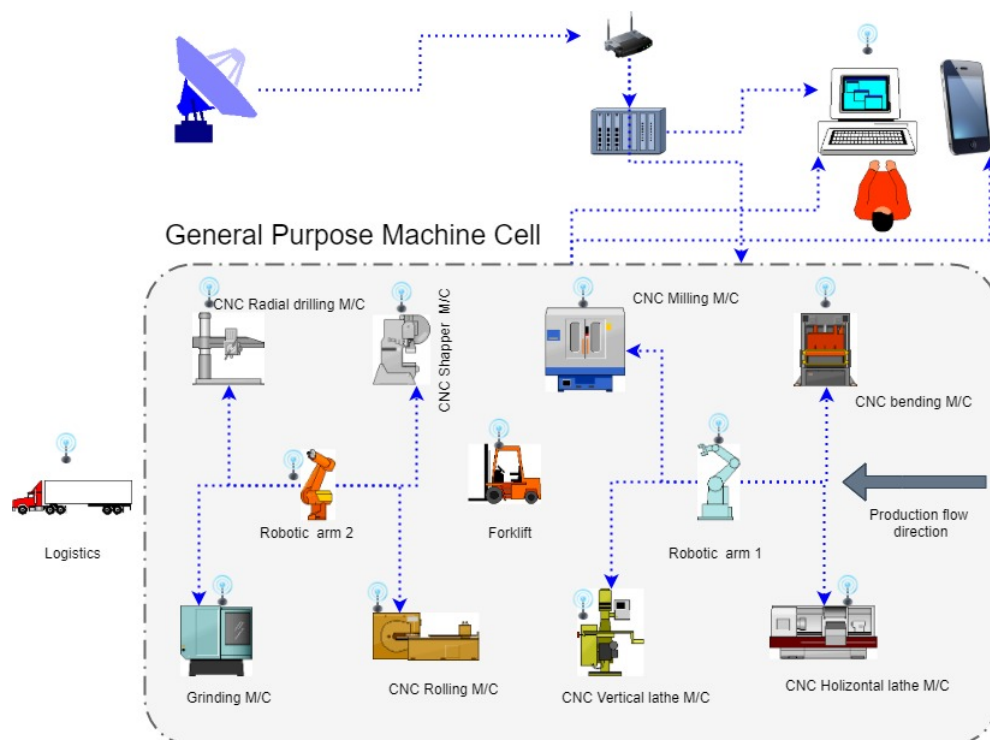 General Purpose Machine Cell
CNC Radial drilling M/C
CNC Shapper M/C
CNC Milling M/C
CNC bending M/C
Logistics
Robotic arm 2
Forklift
Robotic arm 1
Production flow
direction
Grinding M/C
CNC Rolling M/C
CNC Vertical lathe M/C
CNC Holizontal lathe M/C